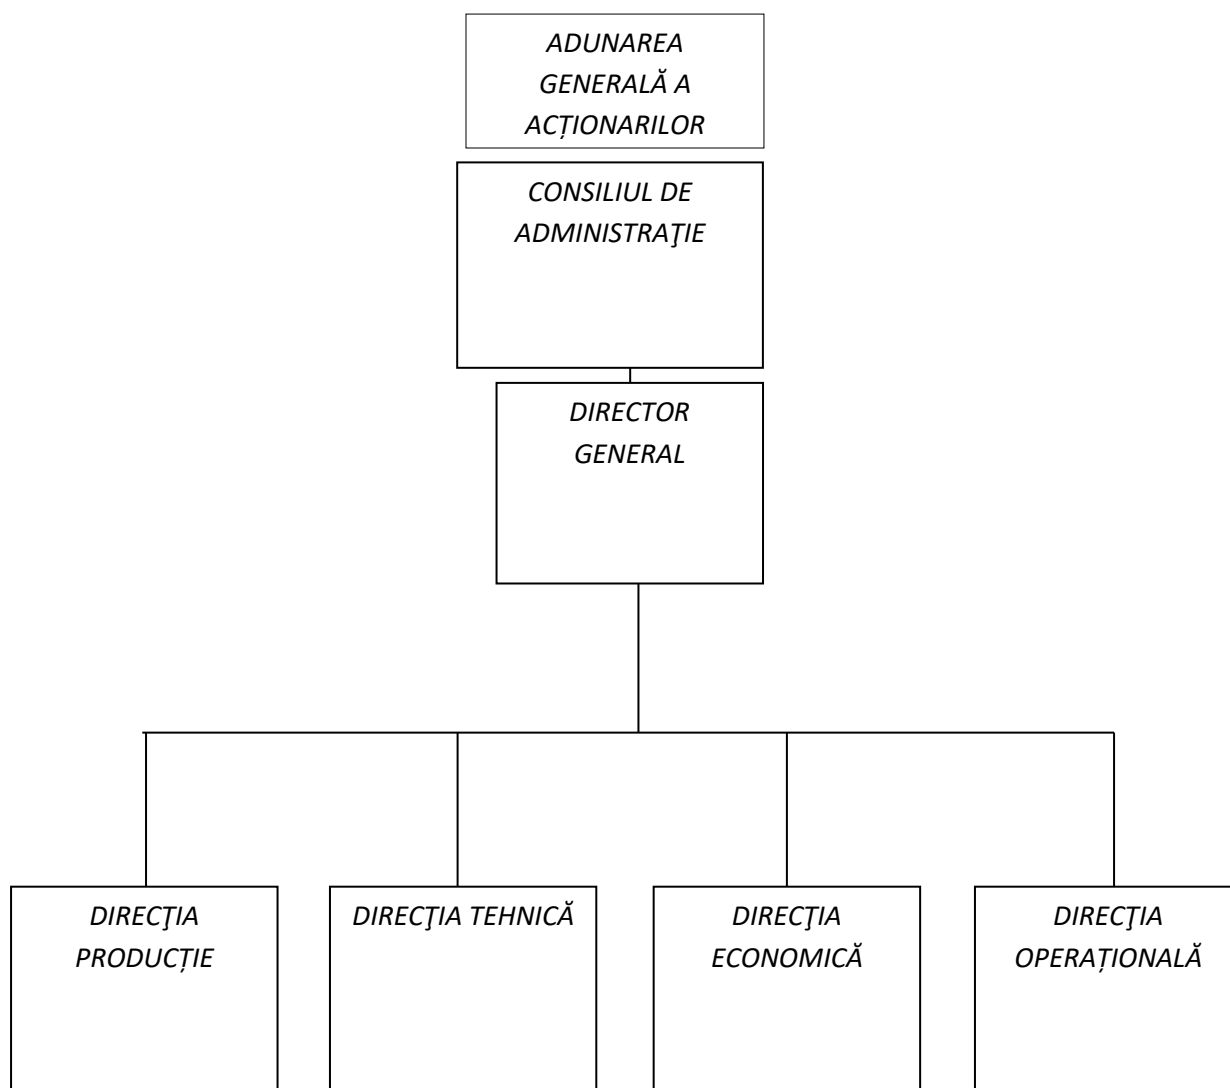 ADUNAREA
GENERALĂ A
ACȚIONARILOR
CONSILIUL DE
ADMINISTRAŢIE
DIRECTOR
GENERAL
DIRECŢIA
PRODUCȚIE
DIRECŢIA TEHNICĂ
DIRECŢIA
ECONOMICĂ
DIRECŢIA
OPERAȚIONALĂ